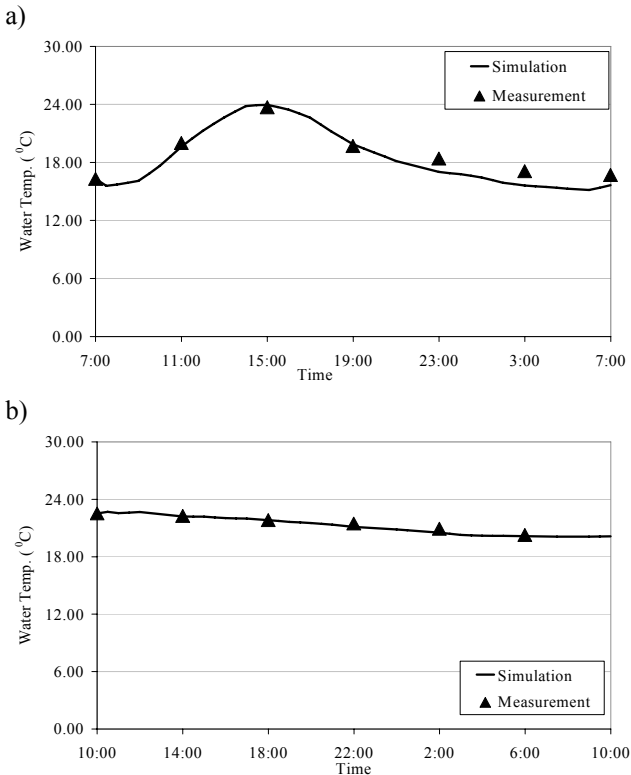 a)
30.00
24.00
18.00
12.00
6.00
0.00
Water Temp. ( ⁰C)
Simulation
Measurement
7:00 11:00 15:00 19:00 23:00 3:00 7:00
Time
b)
30.00
24.00
18.00
12.00
6.00
0.00
Water Temp. ( ⁰C)
Simulation
Measurement
10:00 14:00 18:00 22:00 2:00 6:00 10:00
Time